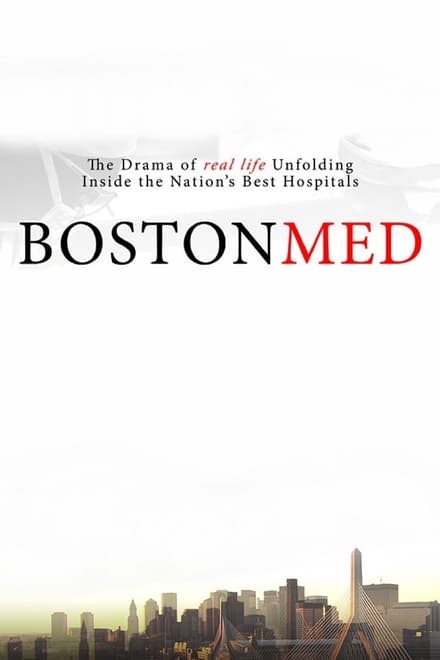 The Drama of real life Unfolding
Inside the Nation's Best Hospitals
BOSTONMED